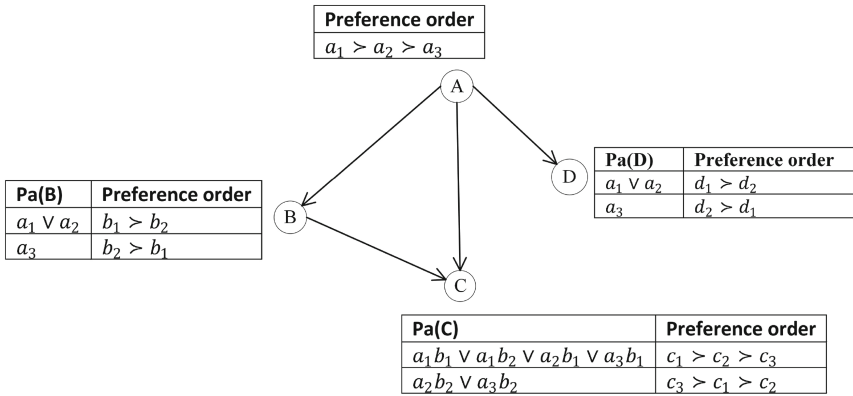 Preference order
a₁ ≻ a₂ ≻ a₃
A
Pa(D) Preference order
a₁ ∨ a₂ d₁ ≻ d₂
a₃ d₂ ≻ d₁
D
Pa(B) Preference order
a₁ ∨ a₂ b₁ ≻ b₂
a₃ b₂ ≻ b₁
B
C
Pa(C) Preference order
a₁b₁ ∨ a₁b₂ ∨ a₂b₁ ∨ a₃b₁ c₁ ≻ c₂ ≻ c₃
a₂b₂ ∨ a₃b₂ c₃ ≻ c₁ ≻ c₂